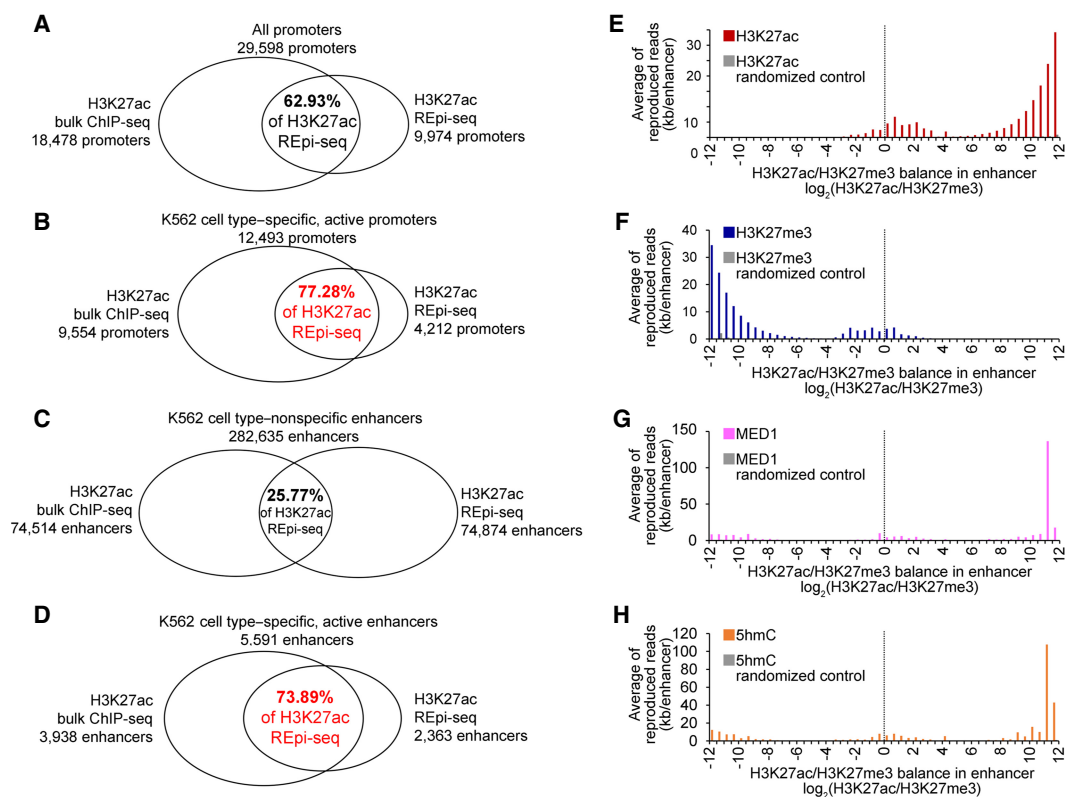 A
All promoters
29,598 promoters
H3K27ac
bulk ChIP-seq
18,478 promoters
62.93%
of H3K27ac
REpi-seq
H3K27ac
REpi-seq
9,974 promoters
B
K562 cell type–specific, active promoters
12,493 promoters
H3K27ac
bulk ChIP-seq
9,554 promoters
77.28%
of H3K27ac
REpi-seq
H3K27ac
REpi-seq
4,212 promoters
C
K562 cell type–nonspecific enhancers
282,635 enhancers
H3K27ac
bulk ChIP-seq
74,514 enhancers
25.77%
of H3K27ac
REpi-seq
H3K27ac
REpi-seq
74,874 enhancers
D
K562 cell type–specific, active enhancers
5,591 enhancers
H3K27ac
bulk ChIP-seq
3,938 enhancers
73.89%
of H3K27ac
REpi-seq
H3K27ac
REpi-seq
2,363 enhancers
E
Average of
reproduced reads
(kb/enhancer)
30
20
10
0
H3K27ac
H3K27ac
randomized control
-12 -10 -8 -6 -4 -2 0 2 4 6 8 10 12
H3K27ac/H3K27me3 balance in enhancer
log2(H3K27ac/H3K27me3)
F
Average of
reproduced reads
(kb/enhancer)
40
30
20
10
0
H3K27me3
H3K27me3
randomized control
-12 -10 -8 -6 -4 -2 0 2 4 6 8 10 12
H3K27ac/H3K27me3 balance in enhancer
log2(H3K27ac/H3K27me3)
G
Average of
reproduced reads
(kb/enhancer)
150
100
50
0
MED1
MED1
randomized control
-12 -10 -8 -6 -4 -2 0 2 4 6 8 10 12
H3K27ac/H3K27me3 balance in enhancer
log2(H3K27ac/H3K27me3)
H
Average of
reproduced reads
(kb/enhancer)
120
100
80
60
40
20
0
5hmC
5hmC
randomized control
-12 -10 -8 -6 -4 -2 0 2 4 6 8 10 12
H3K27ac/H3K27me3 balance in enhancer
log2(H3K27ac/H3K27me3)